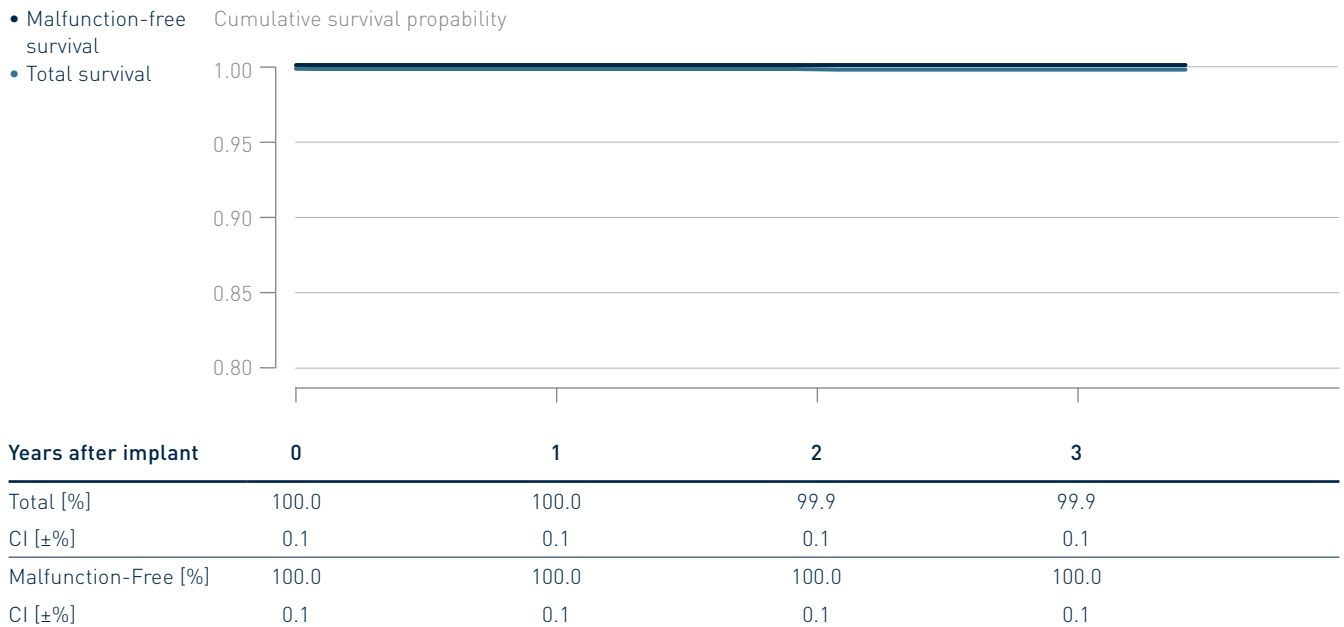 • Malfunction-free
survival
• Total survival
Cumulative survival propability
1.00
0.95
0.90
0.85
0.80
Years after implant 0 1 2 3
Total [%] 100.0 100.0 99.9 99.9
CI [±%] 0.1 0.1 0.1 0.1
Malfunction-Free [%] 100.0 100.0 100.0 100.0
CI [±%] 0.1 0.1 0.1 0.1